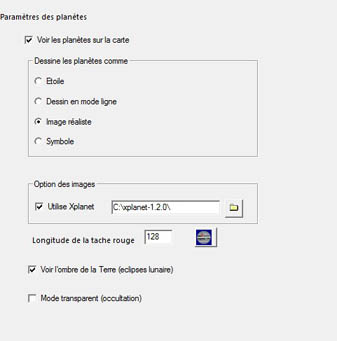 Paramètres des planètes
Voir les planètes sur la carte
Dessine les planètes comme
Etoile
Dessin en mode ligne
Image réaliste
Symbole
Option des images
Utilise Xplanet C:\xplanet-1.2.0\
Longitude de la tache rouge 128
Voir l'ombre de la Terre (eclipses lunaire)
Mode transparent (occultation)